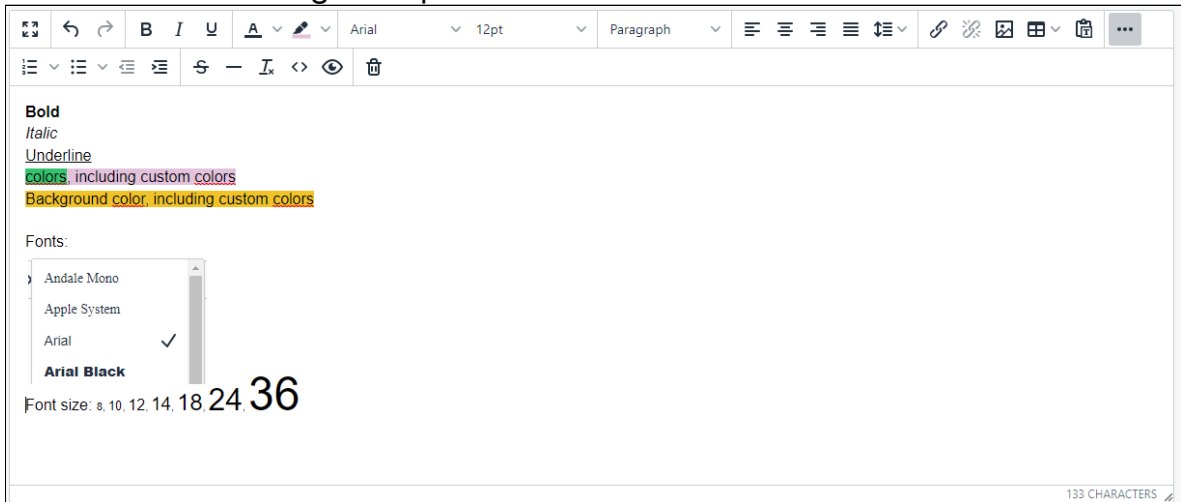 B I U A Arial 12pt Paragraph
Bold
Italic
Underline
colors, including custom colors
Background color, including custom colors
Fonts:
Andale Mono
Apple System
Arial
Arial Black
Font size: 8, 10, 12, 14, 18, 24, 36
133 CHARACTERS